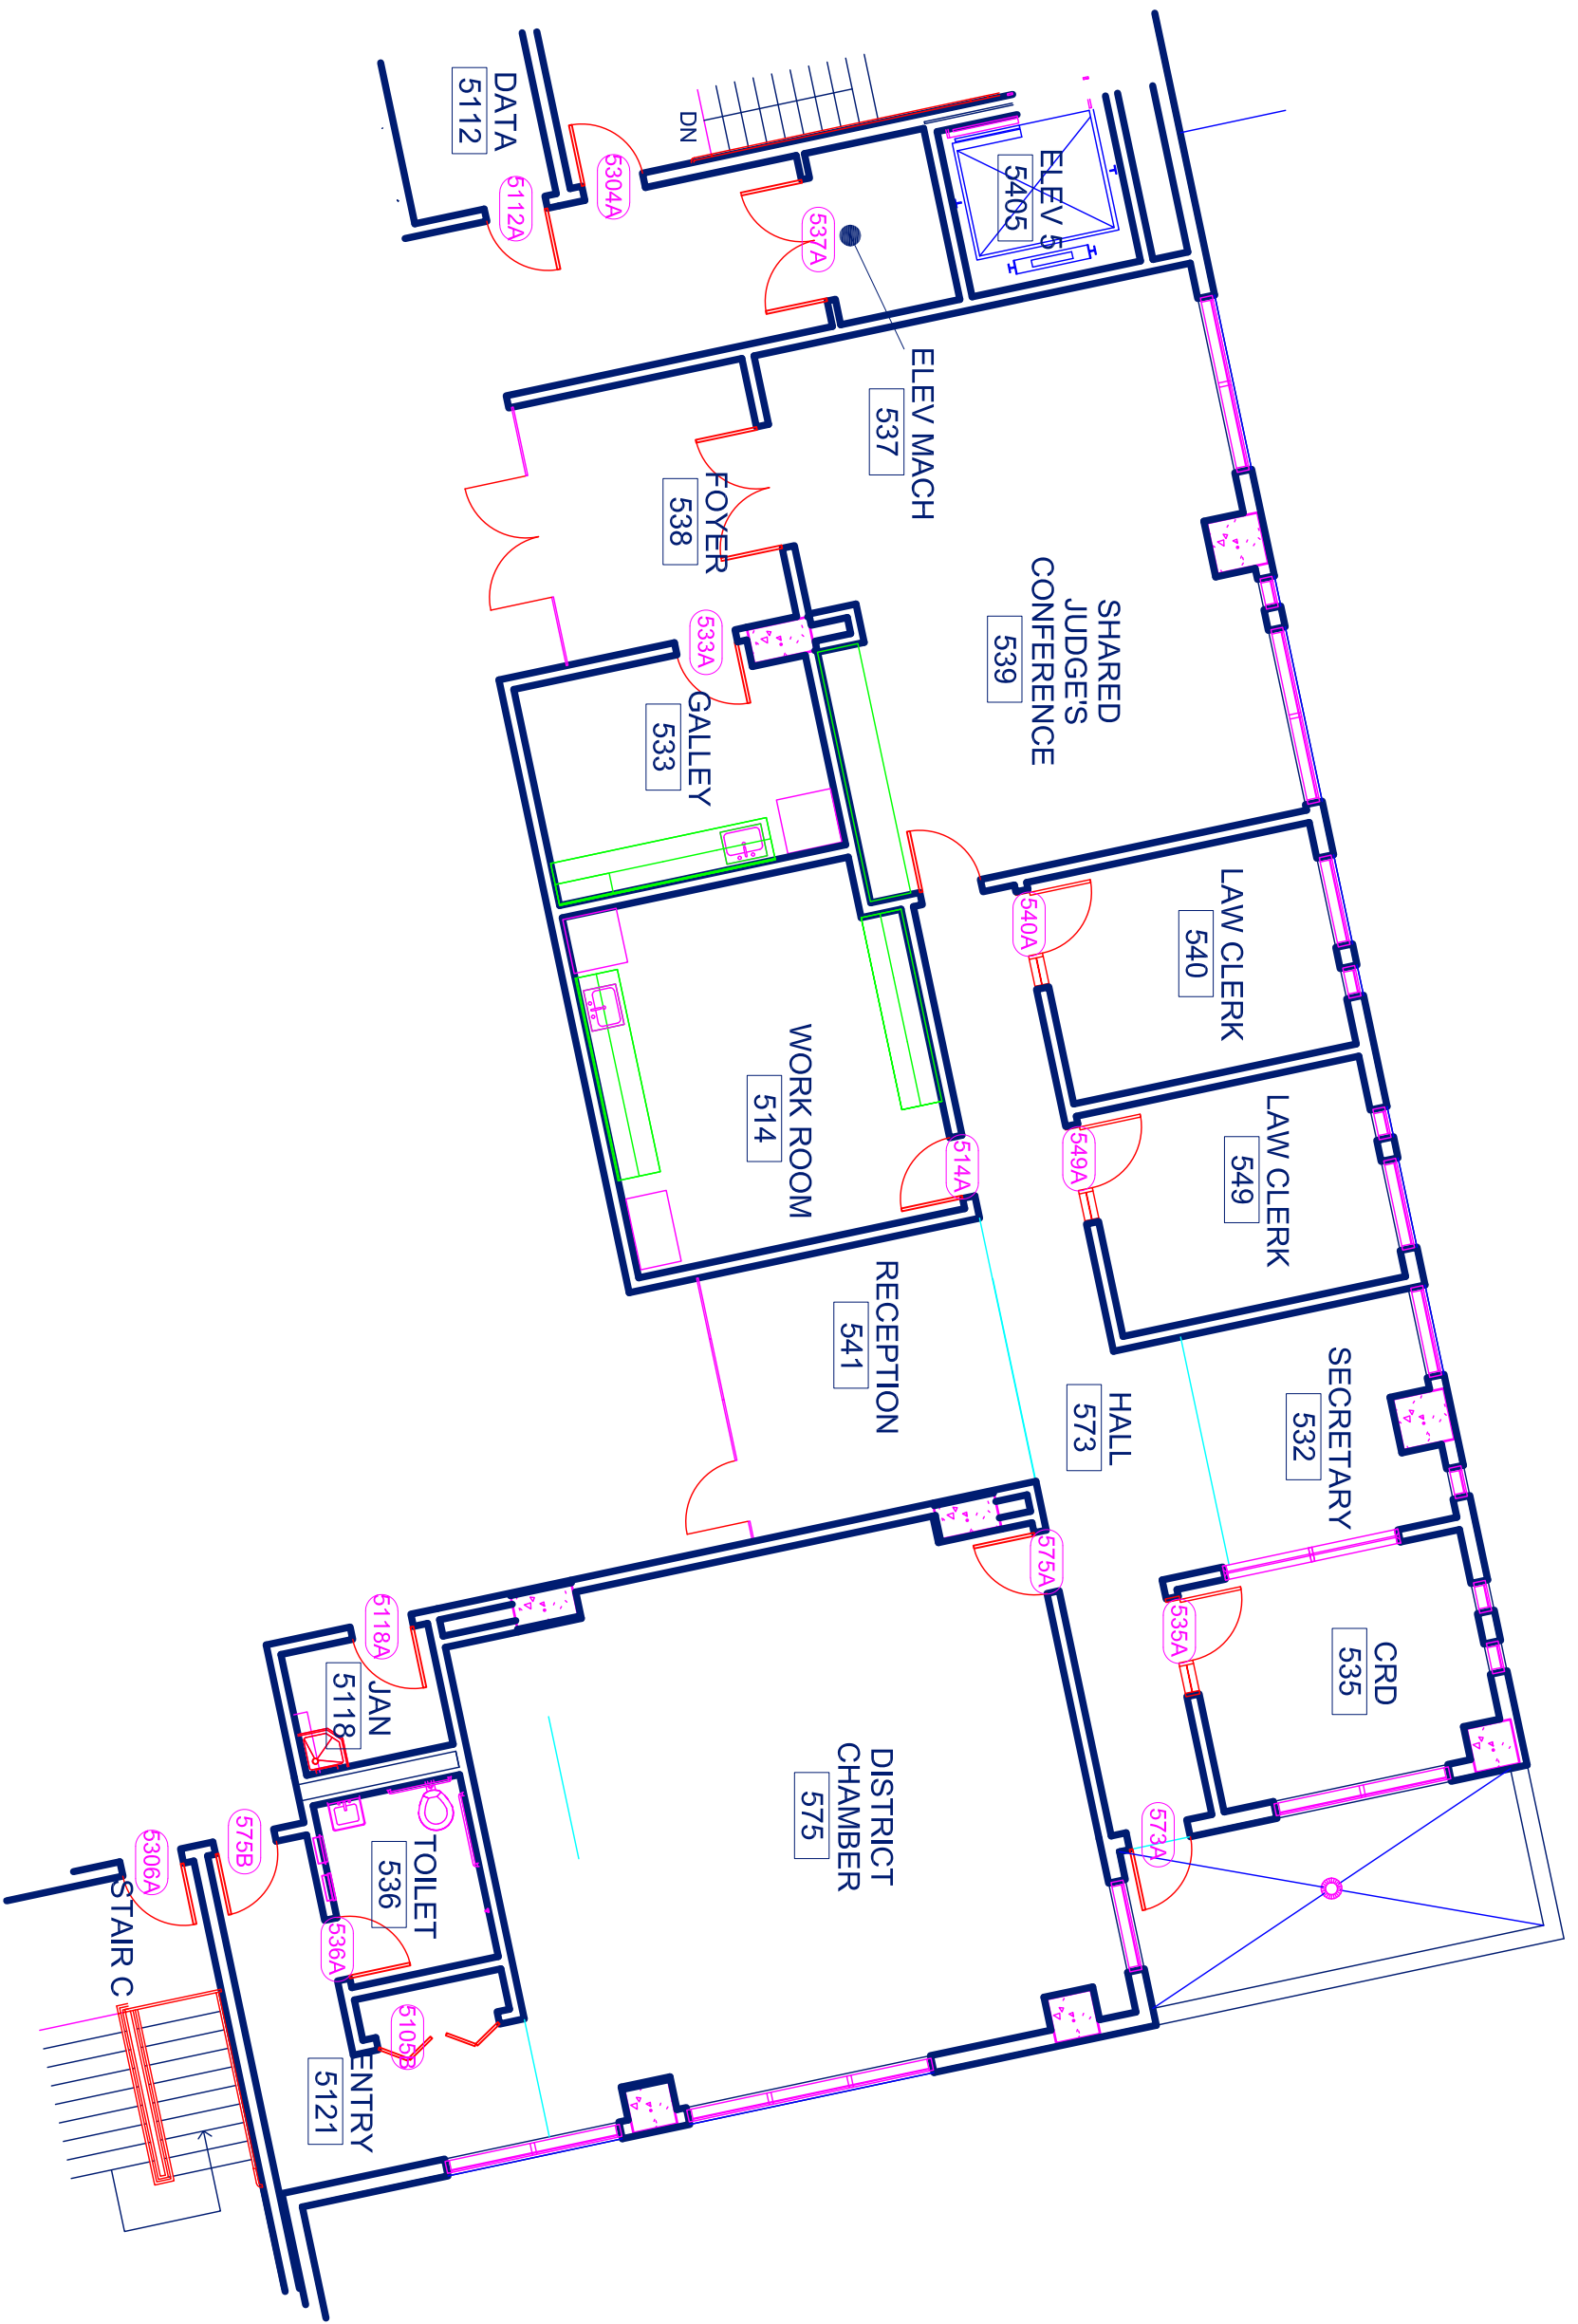 DATA
5112
5112A
5304A
DN
537A
ELEV 5
5405
ELEV MACH
537
FOYER
538
533A
GALLEY
533
SHARED
JUDGE'S
CONFERENCE
539
540A
LAW CLERK
540
WORK ROOM
514
514A
549A
LAW CLERK
549
RECEPTION
541
HALL
573
SECRETARY
532
575A
535A
CRD
535
573A
DISTRICT
CHAMBER
575
5118A
JAN
5118
TOILET
536
536A
575B
5306A
STAIR C
5105B
ENTRY
5121